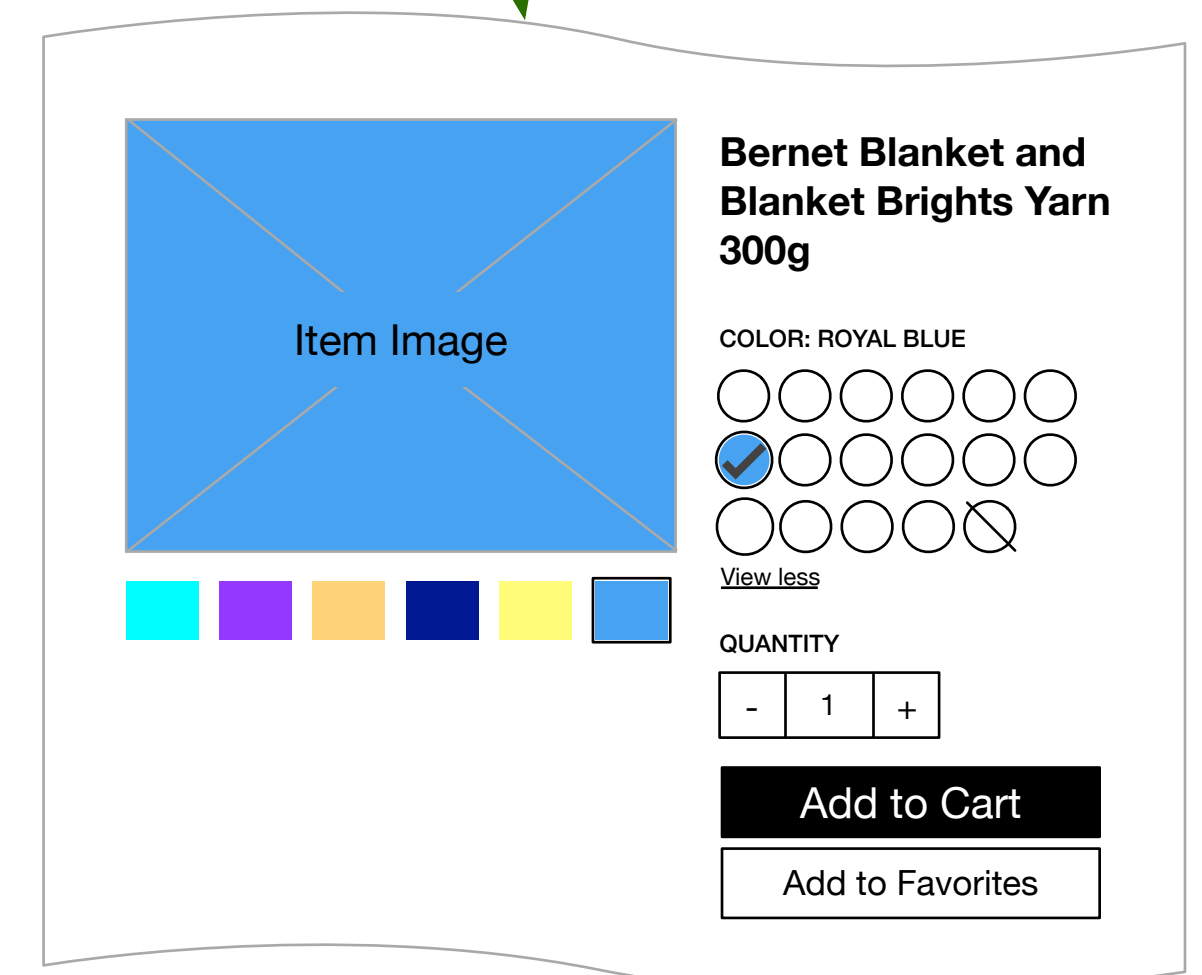 Bernet Blanket and
Blanket Brights Yarn
300g
Item Image
COLOR: ROYAL BLUE
View less
QUANTITY
- 1 +
Add to Cart
Add to Favorites